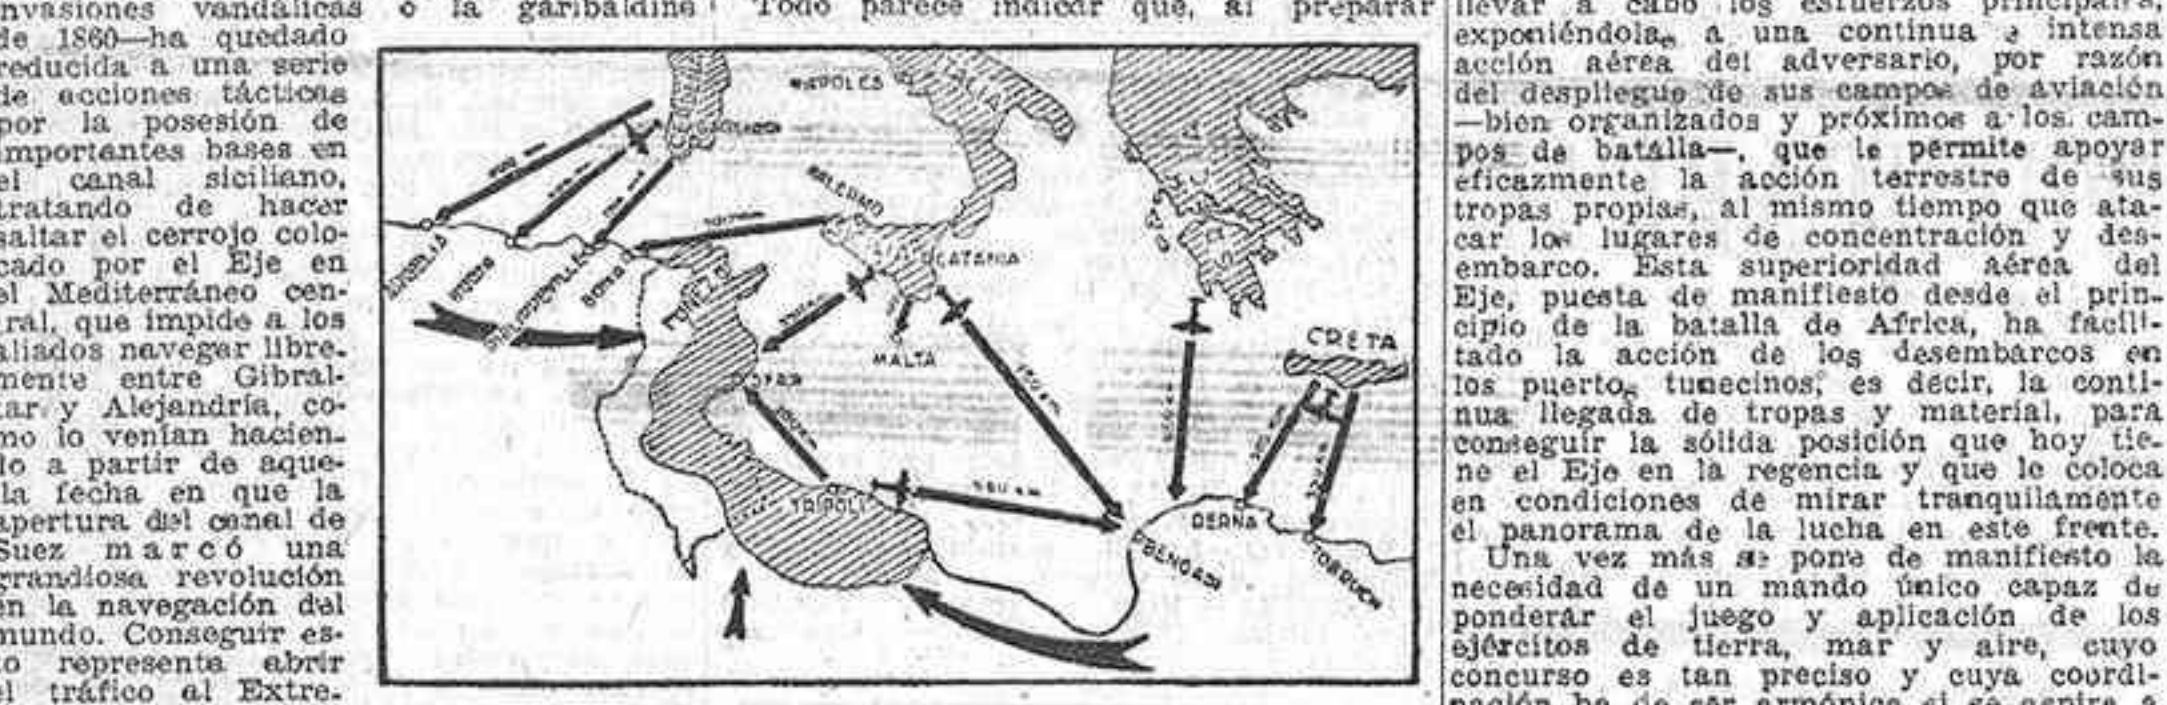 nvasiones vandálicas o la garibaldina
de 1860—ha quedado
reducida a una serie
de acciones tácticas
por la posesión de
importantes bases en
el canal siciliano,
tratando de hacer
saltar el cerrojo colo-
cado por el Eje en
el Mediterráneo cen-
tral, que impide a los
aliados navegar libre-
mente entre Gibral-
tar y Alejandría, co-
mo lo venían hacien-
do a partir de aque-
lla fecha en que la
apertura del canal de
Suez marcó una
grandiosa revolución
en la navegación del
mundo. Conseguir es-
to representa abrir
el tráfico al Extre-
Todo parece indicar que, al preparar
NAPOLES
PALERMO
CATANIA
MALTA
CRETA
TUNEZ
BONA
SFAX
TRIPOLI
BENGASI
DERNA
TOBRUCH
llevar a cabo los esfuerzos principales,
exponiéndolas a una continua e intensa
acción aérea del adversario, por razón
del despliegue de sus campos de aviación
—bien organizados y próximos a los cam-
pos de batalla—, que le permite apoyar
eficazmente la acción terrestre de sus
tropas propias, al mismo tiempo que ata-
car los lugares de concentración y des-
embarco. Esta superioridad aérea del
Eje, puesta de manifiesto desde el prin-
cipio de la batalla de Africa, ha facili-
tado la acción de los desembarcos en
los puertos tunecinos, es decir, la conti-
nua llegada de tropas y material, para
conseguir la sólida posición que hoy tie-
ne el Eje en la regencia y que le coloca
en condiciones de mirar tranquilamente
el panorama de la lucha en este frente.
Una vez más se pone de manifiesto la
necesidad de un mando único capaz de
ponderar el juego y aplicación de los
ejércitos de tierra, mar y aire, cuyo
concurso es tan preciso y cuya coordi-
nación ha de ser armónica si se aspira a